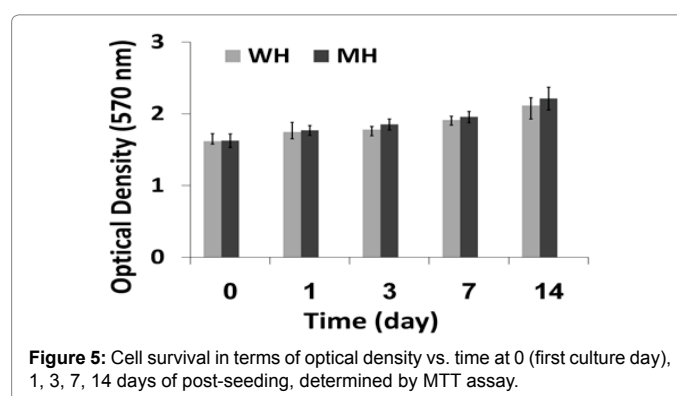 3
WH MH
2
1
0
Optical Density (570 nm)
0 1 3 7 14
Time (day)
Figure 5: Cell survival in terms of optical density vs. time at 0 (first culture day),
1, 3, 7, 14 days of post-seeding, determined by MTT assay.